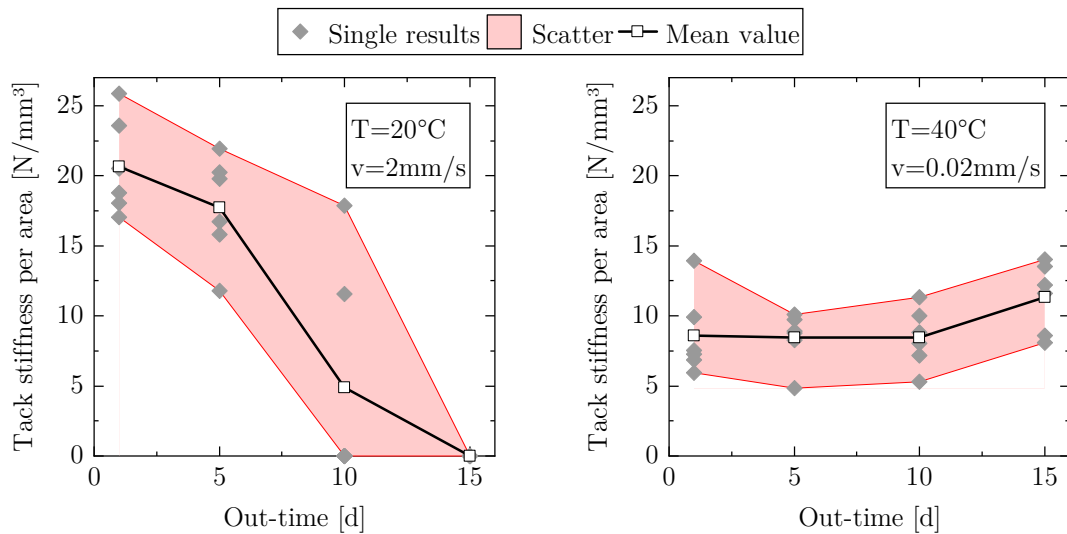 Single results Scatter Mean value
Tack stiffness per area [N/mm³]
25
20
15
10
5
0
T=20°C
v=2mm/s
0 5 10 15
Out-time [d]
Tack stiffness per area [N/mm³]
25
20
15
10
5
0
T=40°C
v=0.02mm/s
0 5 10 15
Out-time [d]